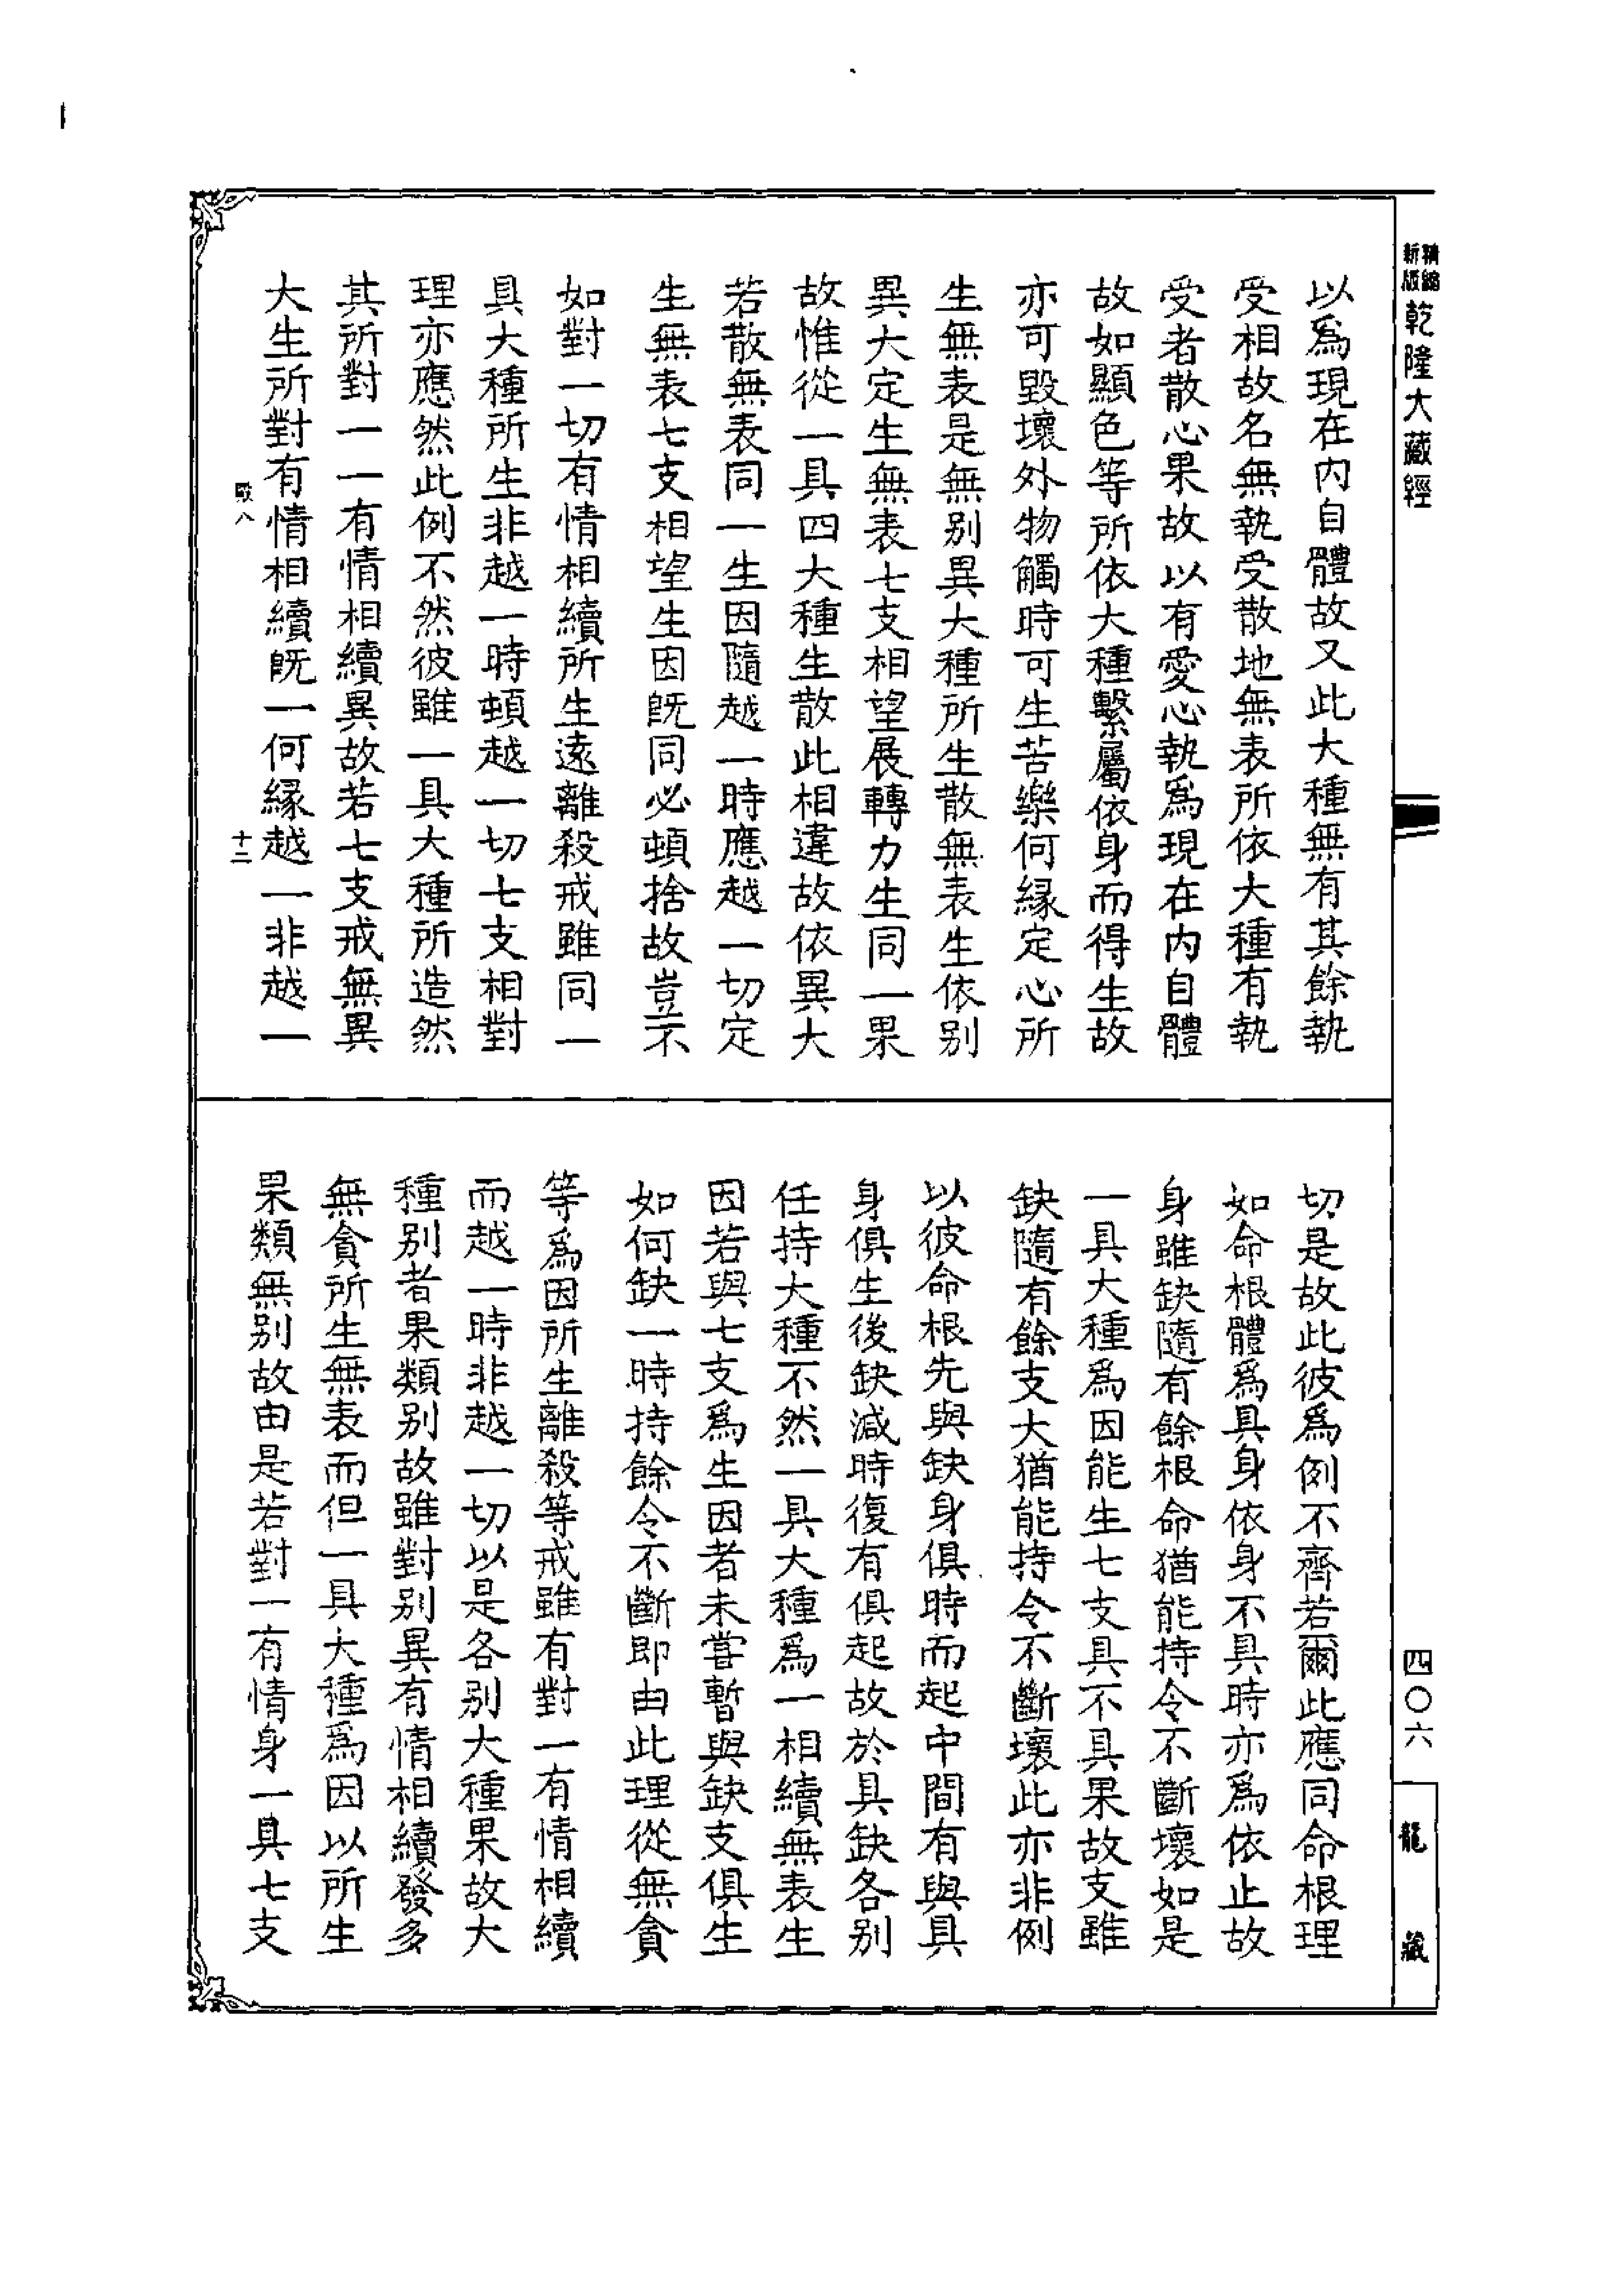 精縮新版乾隆大藏經
四〇六
龍藏
以爲現在內自體故又此大種無有其餘執
受相故名無執受散地無表所依大種有執
受者散心果故以有愛心執爲現在內自體
故如顯色等所依大種繫屬依身而得生故
亦可毀壞外物觸時可生苦樂何緣定心所
生無表是無別異大種所生散無表生依別
異大定生無表七支相望展轉力生同一果
故惟從一具四大種生散此相違故依異大
若散無表同一生因隨越一時應越一切定
生無表七支相望生因旣同必頓捨故豈不
如對一切有情相續所生遠離殺戒雖同一
具大種所生非越一時頓越一切七支相對
理亦應然此例不然彼雖一具大種所造然
其所對一一有情相續異故若七支戒無異
大生所對有情相續旣一何緣越一非越一
十二
切是故此彼爲例不齊若爾此應同命根理
如命根體爲具身依身不具時亦爲依止故
身雖缺隨有餘根命猶能持令不斷壞如是
一具大種爲因能生七支具不具果故支雖
缺隨有餘支大猶能持令不斷壞此亦非例
以彼命根先與缺身俱時而起中間有與具
身俱生後缺減時復有俱起故於具缺各別
任持大種不然一具大種爲一相續無表生
因若與七支爲生因者未嘗暫與缺支俱生
如何缺一時持餘令不斷即由此理從無貪
等爲因所生離殺等戒雖有對一有情相續
而越一時非越一切以是各別大種果故大
種別者果類別故雖對別異有情相續發多
無貪所生無表而但一具大種爲因以所生
果類無別故由是若對一有情身一具七支